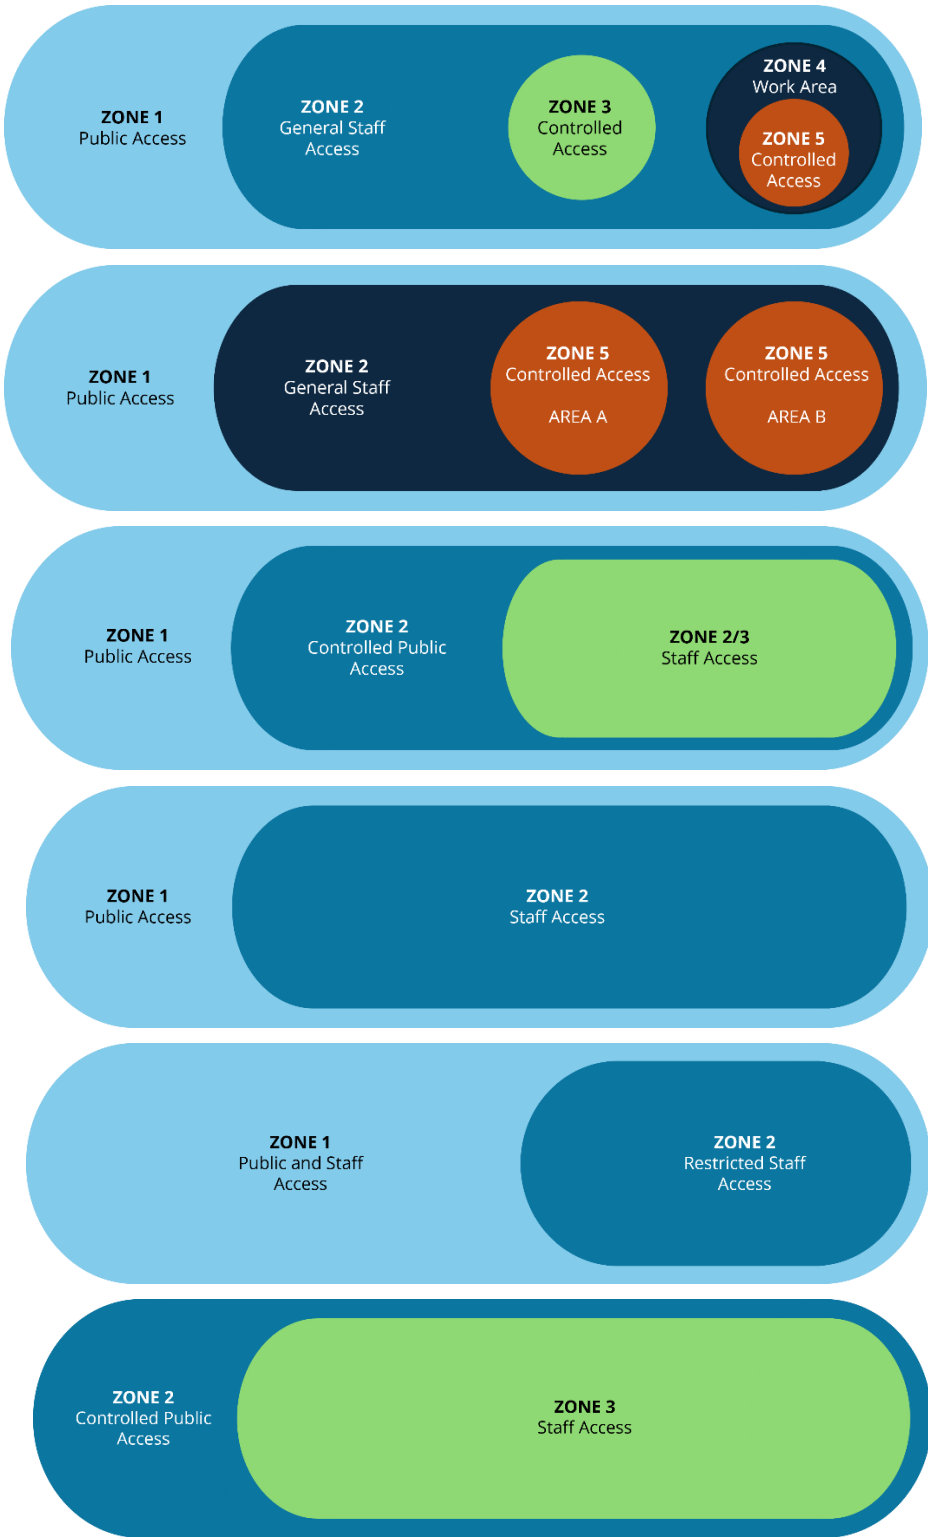 ZONE 1
Public Access
ZONE 2
General Staff
Access
ZONE 3
Controlled
Access
ZONE 4
Work Area
ZONE 5
Controlled
Access
ZONE 1
Public Access
ZONE 2
General Staff
Access
ZONE 5
Controlled Access
AREA A
ZONE 5
Controlled Access
AREA B
ZONE 1
Public Access
ZONE 2
Controlled Public
Access
ZONE 2/3
Staff Access
ZONE 1
Public Access
ZONE 2
Staff Access
ZONE 1
Public and Staff
Access
ZONE 2
Restricted Staff
Access
ZONE 2
Controlled Public
Access
ZONE 3
Staff Access